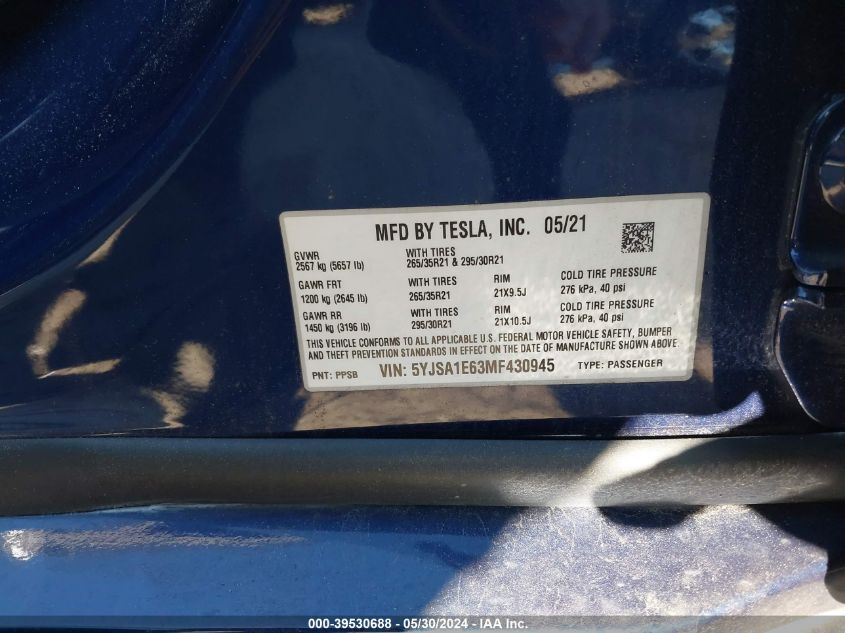 MFD BY TESLA, INC. 05/21
GVWR
2567 kg (5657 lb)
WITH TIRES
265/35R21 & 295/30R21
GAWR FRT
1200 kg (2645 lb)
WITH TIRES
265/35R21
RIM
21X9.5J
COLD TIRE PRESSURE
276 kPa, 40 psi
GAWR RR
1450 kg (3196 lb)
WITH TIRES
295/30R21
RIM
21X10.5J
COLD TIRE PRESSURE
276 kPa, 40 psi
THIS VEHICLE CONFORMS TO ALL APPLICABLE U.S. FEDERAL MOTOR VEHICLE SAFETY, BUMPER
AND THEFT PREVENTION STANDARDS IN EFFECT ON THE DATE OF MANUFACTURE SHOWN ABOVE.
PNT: PPSB VIN: 5YJSA1E63MF430945 TYPE: PASSENGER
000-39530688 - 05/30/2024 - IAA Inc.